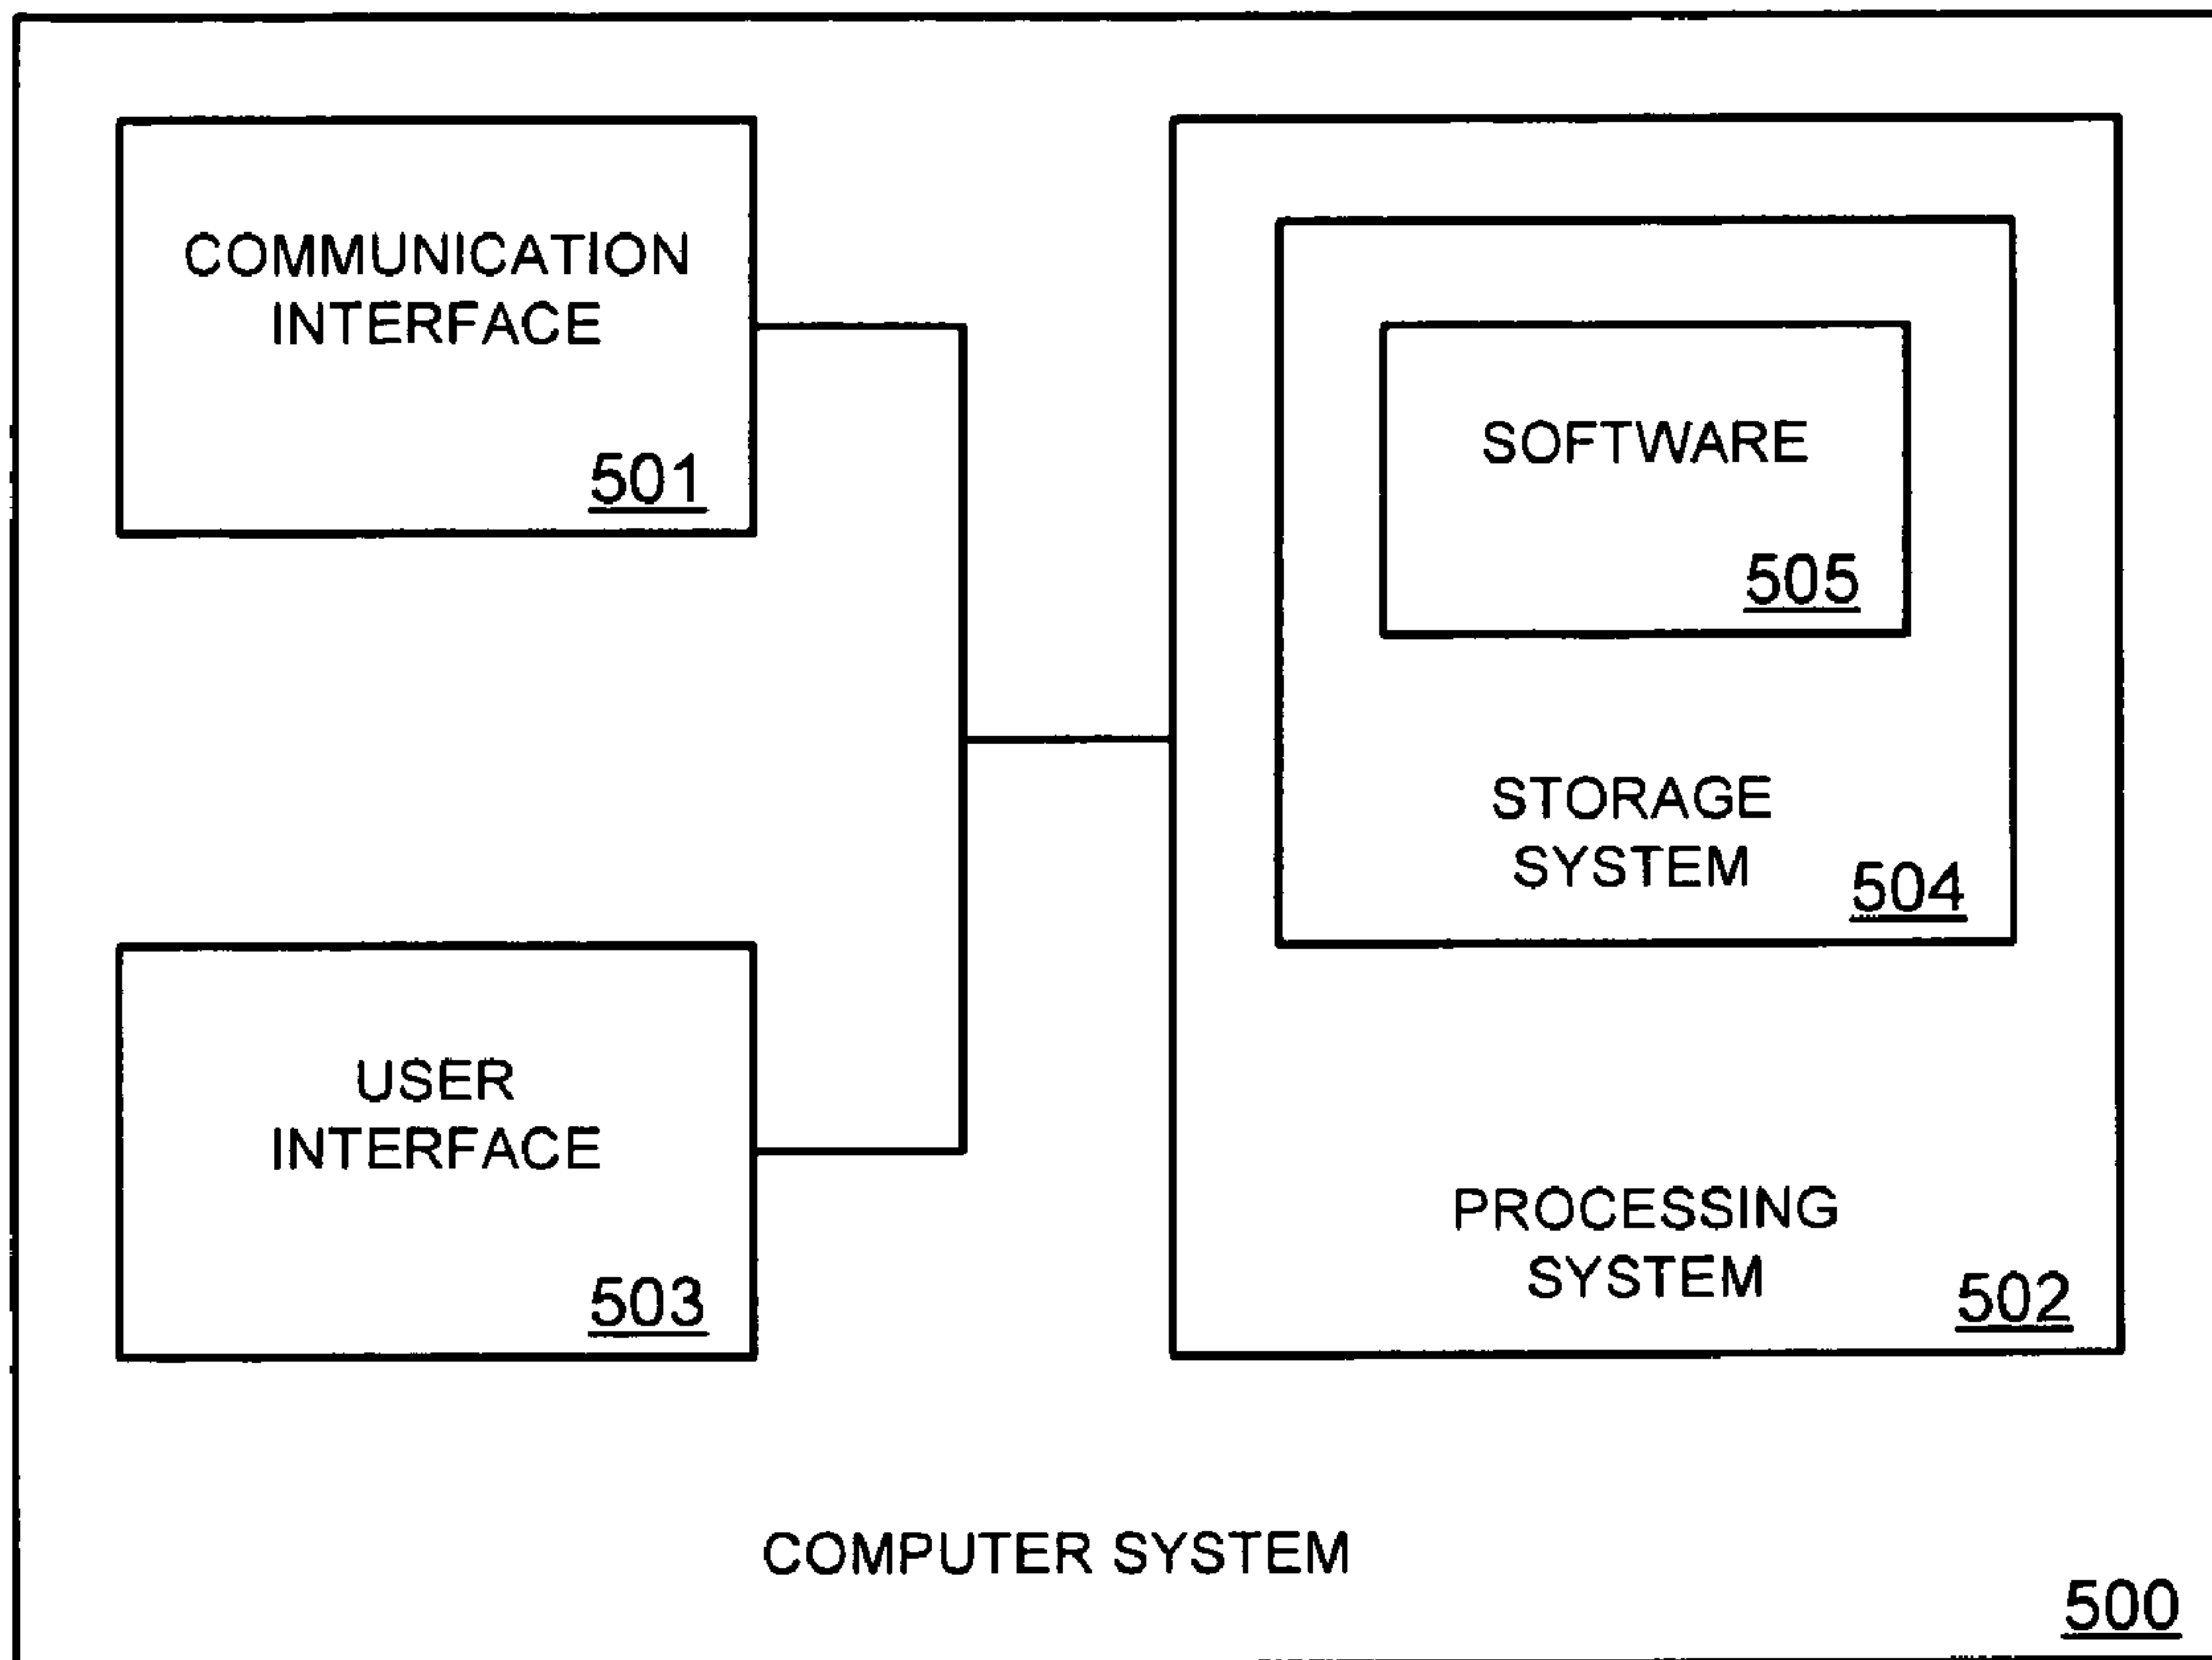 COMMUNICATION
INTERFACE
501
SOFTWARE
505
STORAGE
SYSTEM
504
USER
INTERFACE
503
PROCESSING
SYSTEM
502
COMPUTER SYSTEM
500